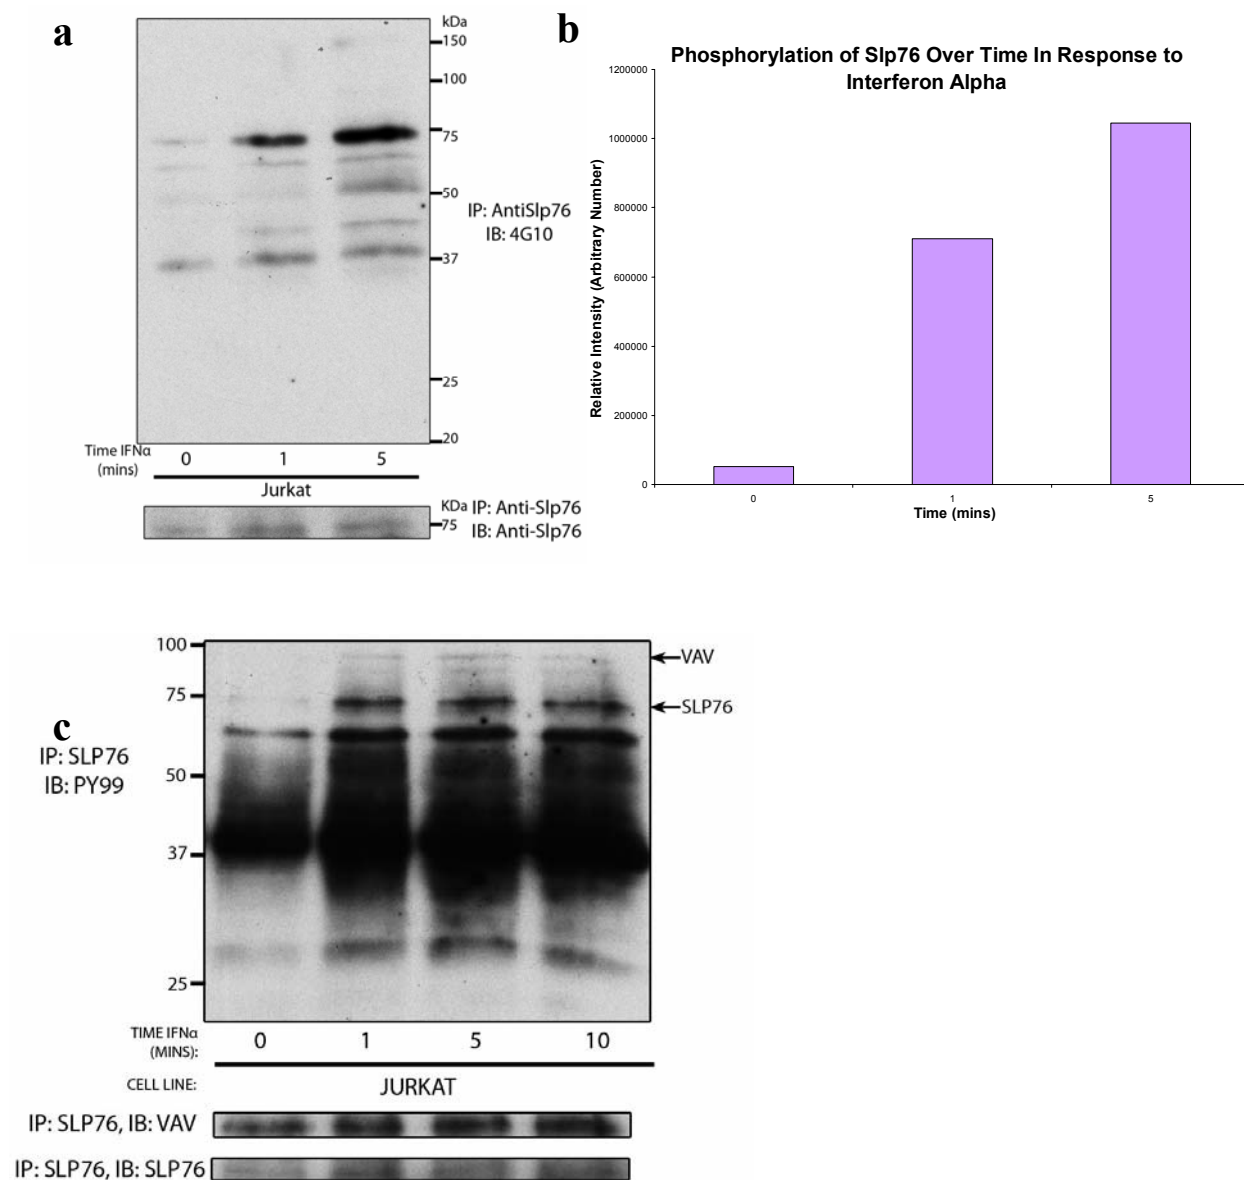 a
kDa
150
100
75
50
37
25
20
IP: AntiSlp76
IB: 4G10
Time IFNα
(mins)
0 1 5
Jurkat
KDa
75
IP: Anti-Slp76
IB: Anti-Slp76
b
Phosphorylation of Slp76 Over Time In Response to
Interferon Alpha
Relative Intensity (Arbitrary Number)
1200000
1000000
800000
600000
400000
200000
0
0 1 5
Time (mins)
c
100
75
50
37
25
VAV
SLP76
IP: SLP76
IB: PY99
TIME IFNα
(MINS):
0 1 5 10
CELL LINE:
JURKAT
IP: SLP76, IB: VAV
IP: SLP76, IB: SLP76